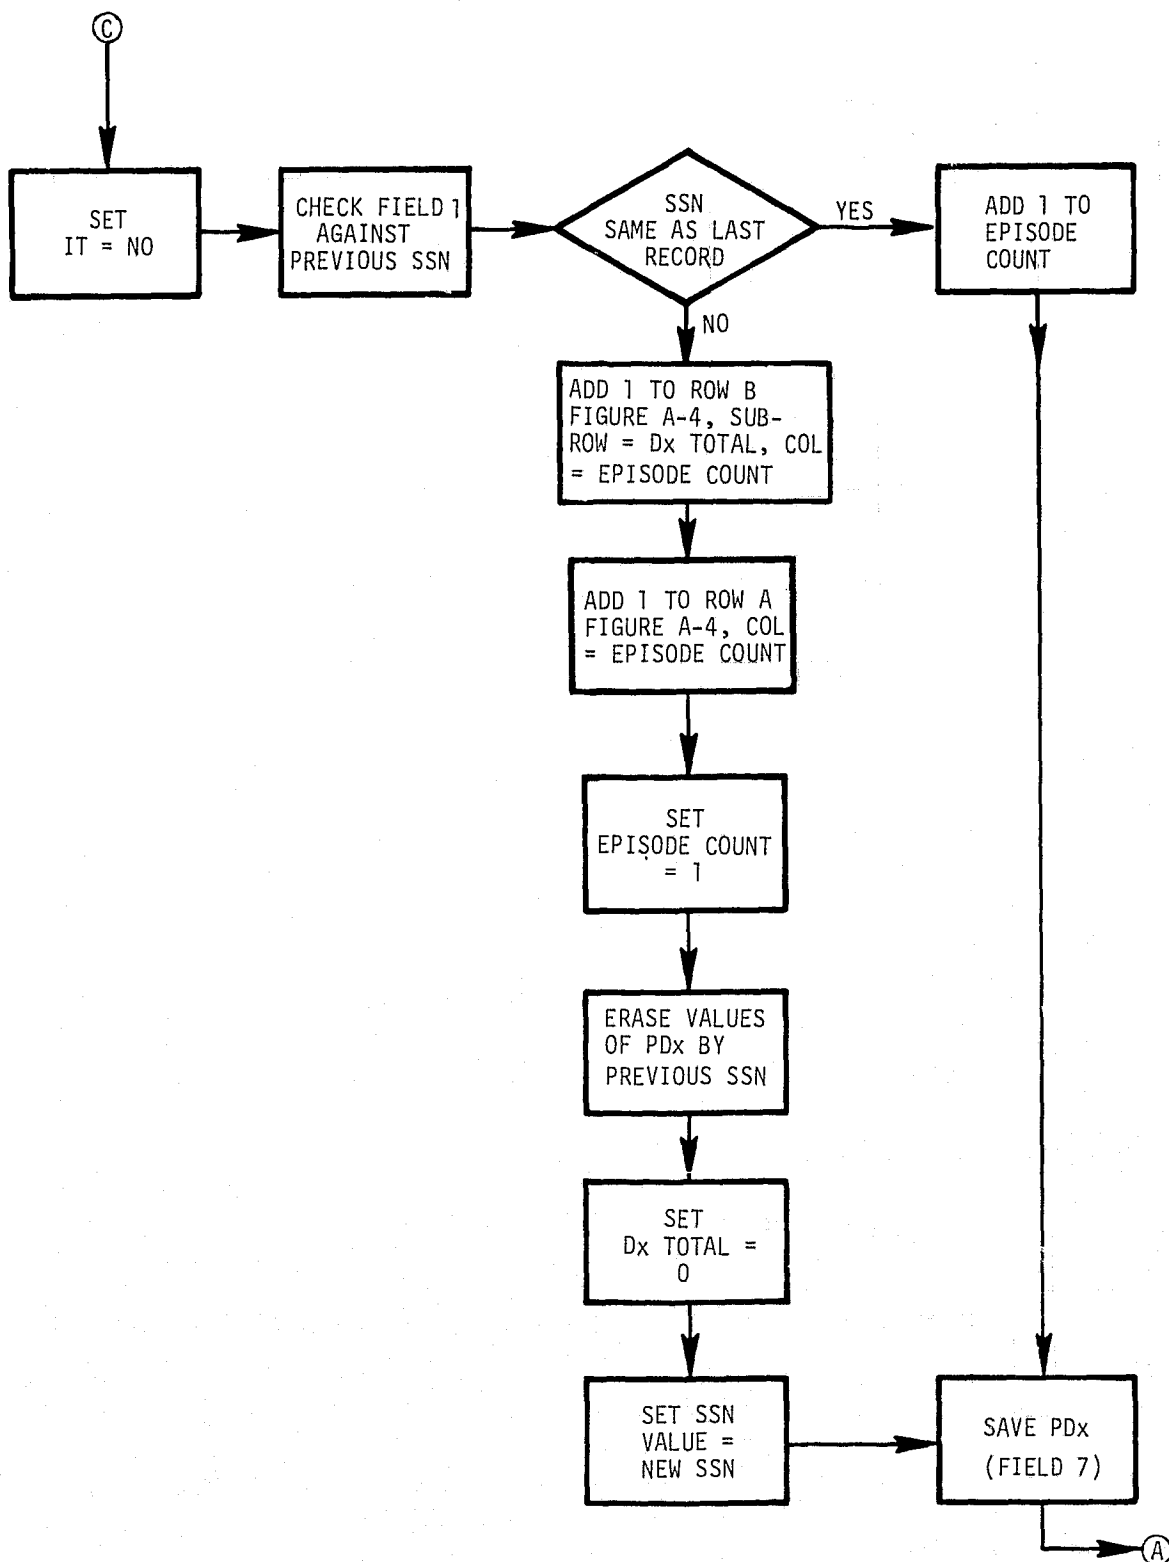 C
SET
IT = NO
CHECK FIELD 1
AGAINST
PREVIOUS SSN
SSN
SAME AS LAST
RECORD
YES
ADD 1 TO
EPISODE
COUNT
NO
ADD 1 TO ROW B
FIGURE A-4, SUB-
ROW = Dx TOTAL, COL
= EPISODE COUNT
ADD 1 TO ROW A
FIGURE A-4, COL
= EPISODE COUNT
SET
EPISODE COUNT
= 1
ERASE VALUES
OF PDx BY
PREVIOUS SSN
SET
Dx TOTAL =
0
SET SSN
VALUE =
NEW SSN
SAVE PDx
(FIELD 7)
A